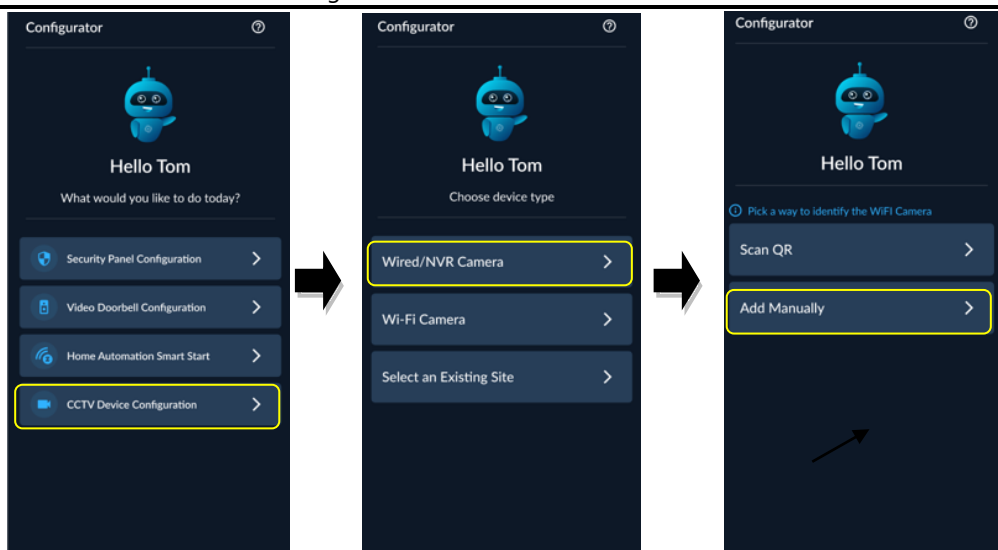 Configurator
Hello Tom
What would you like to do today?
Security Panel Configuration
Video Doorbell Configuration
Home Automation Smart Start
CCTV Device Configuration
Configurator
Hello Tom
Choose device type
Wired/NVR Camera
Wi-Fi Camera
Select an Existing Site
Configurator
Hello Tom
Pick a way to identify the WiFI Camera
Scan QR
Add Manually